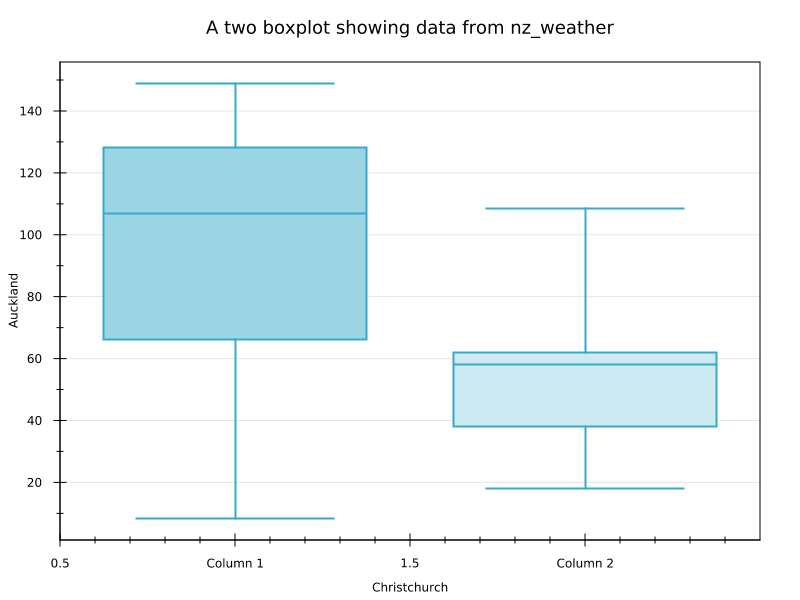 A two boxplot showing data from nz_weather
140
120
100
80
60
40
20
Auckland
0.5 Column 1 1.5 Column 2
Christchurch